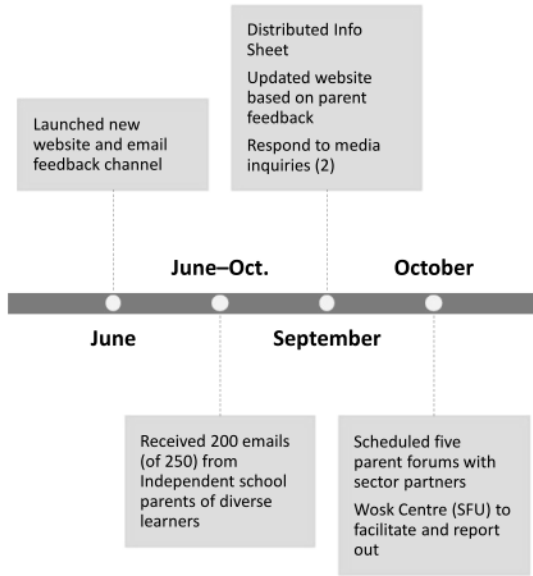 Distributed Info
Sheet
Updated website
based on parent
feedback
Respond to media
inquiries (2)
Launched new
website and email
feedback channel
June–Oct.
October
June
September
Received 200 emails
(of 250) from
Independent school
parents of diverse
learners
Scheduled five
parent forums with
sector partners
Wosk Centre (SFU) to
facilitate and report
out